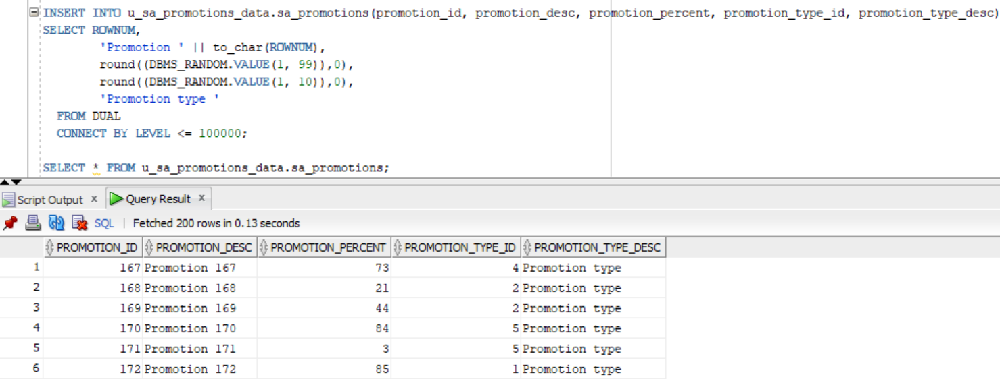 INSERT INTO u_sa_promotions_data.sa_promotions(promotion_id, promotion_desc, promotion_percent, promotion_type_id, promotion_type_desc)
SELECT ROWNUM,
'Promotion ' || to_char(ROWNUM),
round((DBMS_RANDOM.VALUE(1, 99)),0),
round((DBMS_RANDOM.VALUE(1, 10)),0),
'Promotion type '
FROM DUAL
CONNECT BY LEVEL <= 100000;
SELECT * FROM u_sa_promotions_data.sa_promotions;
Script Output x Query Result x
SQL | Fetched 200 rows in 0.13 seconds
PROMOTION_ID PROMOTION_DESC PROMOTION_PERCENT PROMOTION_TYPE_ID PROMOTION_TYPE_DESC
1 167 Promotion 167 73 4 Promotion type
2 168 Promotion 168 21 2 Promotion type
3 169 Promotion 169 44 2 Promotion type
4 170 Promotion 170 84 5 Promotion type
5 171 Promotion 171 3 5 Promotion type
6 172 Promotion 172 85 1 Promotion type